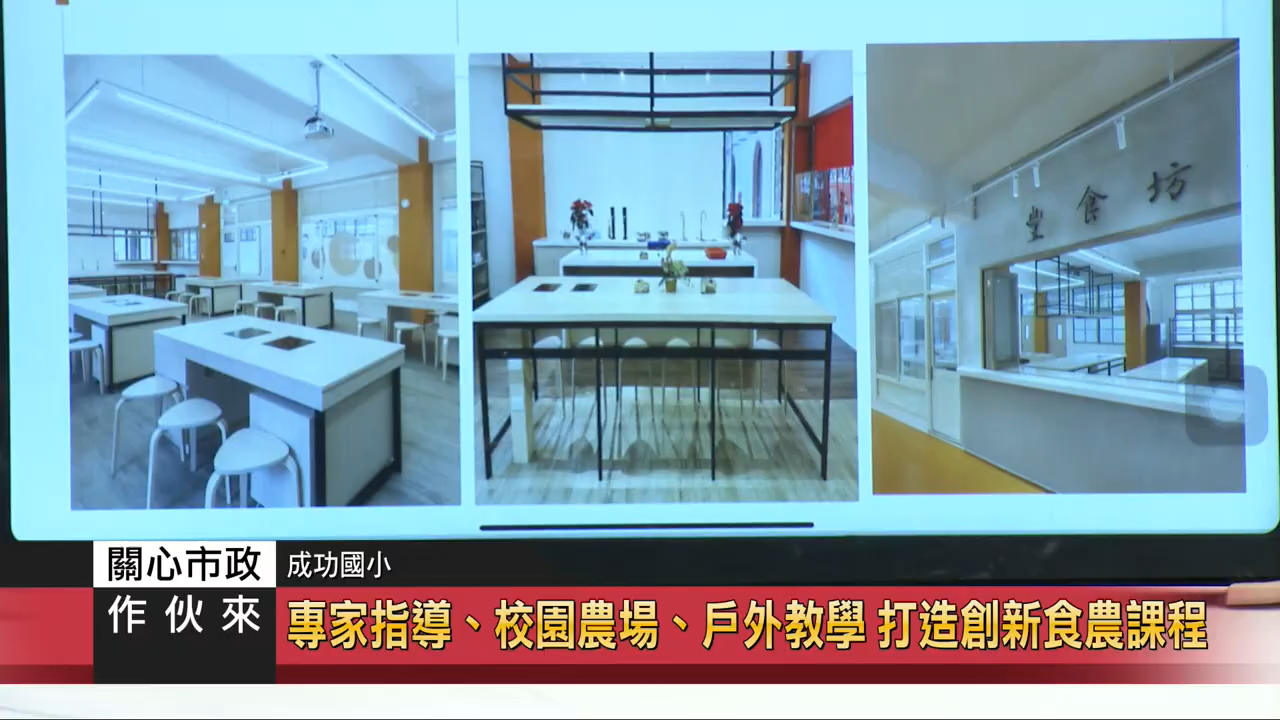 坊食堂
關心市政
成功國小
作伙來
專家指導、校園農場、戶外教學 打造創新食農課程